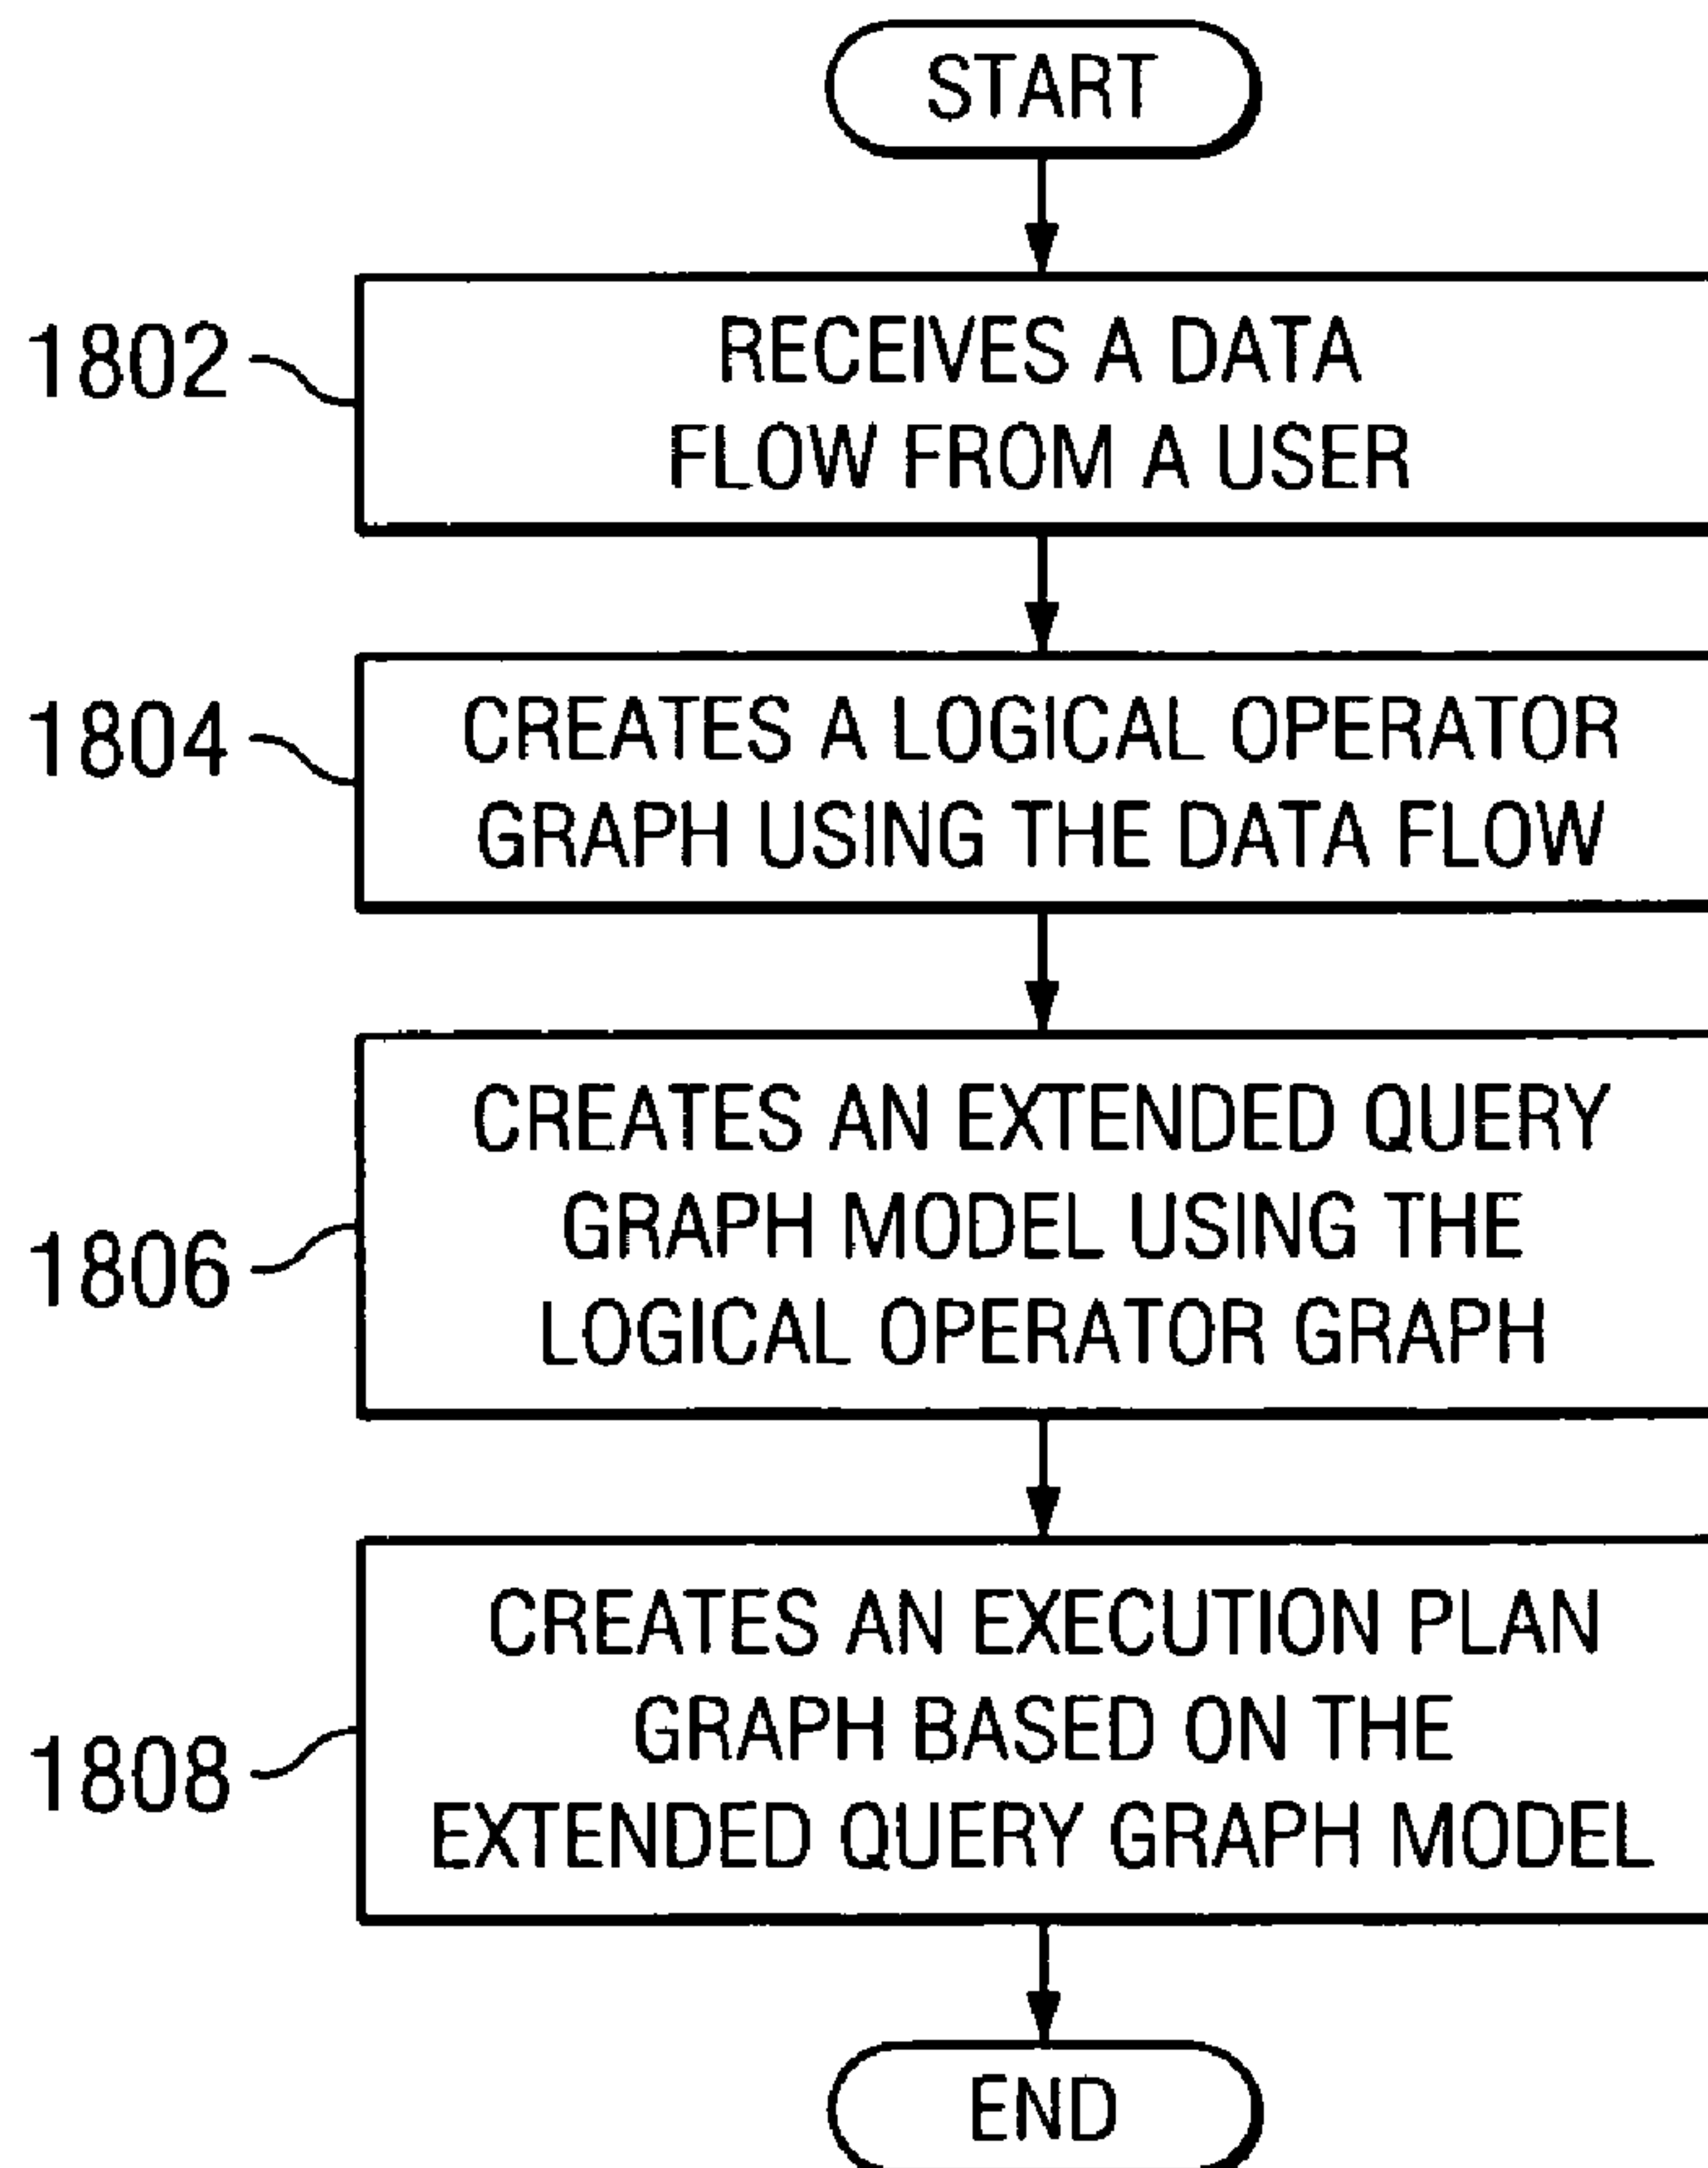 START
1802
RECEIVES A DATA
FLOW FROM A USER
1804
CREATES A LOGICAL OPERATOR
GRAPH USING THE DATA FLOW
1806
CREATES AN EXTENDED QUERY
GRAPH MODEL USING THE
LOGICAL OPERATOR GRAPH
1808
CREATES AN EXECUTION PLAN
GRAPH BASED ON THE
EXTENDED QUERY GRAPH MODEL
END